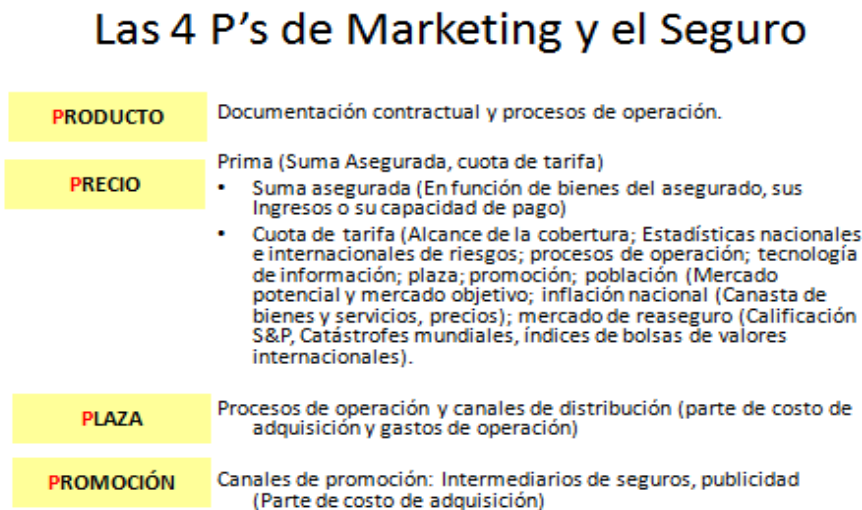 Las 4 P's de Marketing y el Seguro
PRODUCTO
Documentación contractual y procesos de operación.
PRECIO
Prima (Suma Asegurada, cuota de tarifa)
• Suma asegurada (En función de bienes del asegurado, sus
Ingresos o su capacidad de pago)
• Cuota de tarifa (Alcance de la cobertura; Estadísticas nacionales
e internacionales de riesgos; procesos de operación; tecnología
de información; plaza; promoción; población (Mercado
potencial y mercado objetivo; inflación nacional (Canasta de
bienes y servicios, precios); mercado de reaseguro (Calificación
S&P, Catástrofes mundiales, índices de bolsas de valores
internacionales).
PLAZA
Procesos de operación y canales de distribución (parte de costo de
adquisición y gastos de operación)
PROMOCIÓN
Canales de promoción: Intermediarios de seguros, publicidad
(Parte de costo de adquisición)